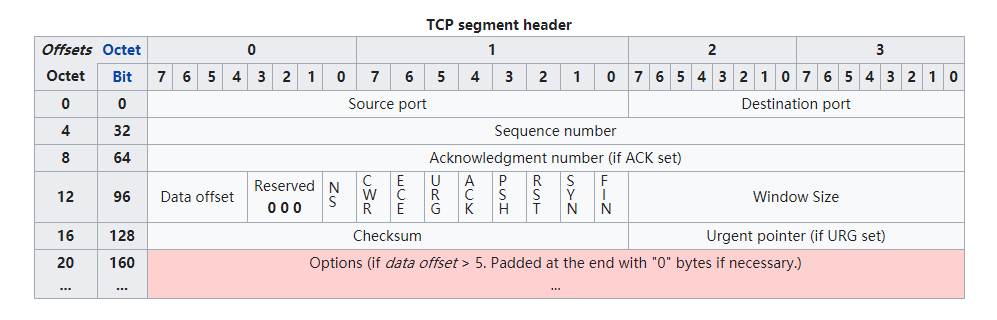 TCP segment header
Offsets Octet 0 1 2 3
Octet Bit 7 6 5 4 3 2 1 0 7 6 5 4 3 2 1 0 7 6 5 4 3 2 1 0 7 6 5 4 3 2 1 0
0 0 Source port Destination port
4 32 Sequence number
8 64 Acknowledgment number (if ACK set)
12 96 Data offset Reserved 0 0 0 NS CWR ECE URG ACK PSH RST SYN FIN Window Size
16 128 Checksum Urgent pointer (if URG set)
20 160 Options (if data offset > 5. Padded at the end with "0" bytes if necessary.)
... ... ...